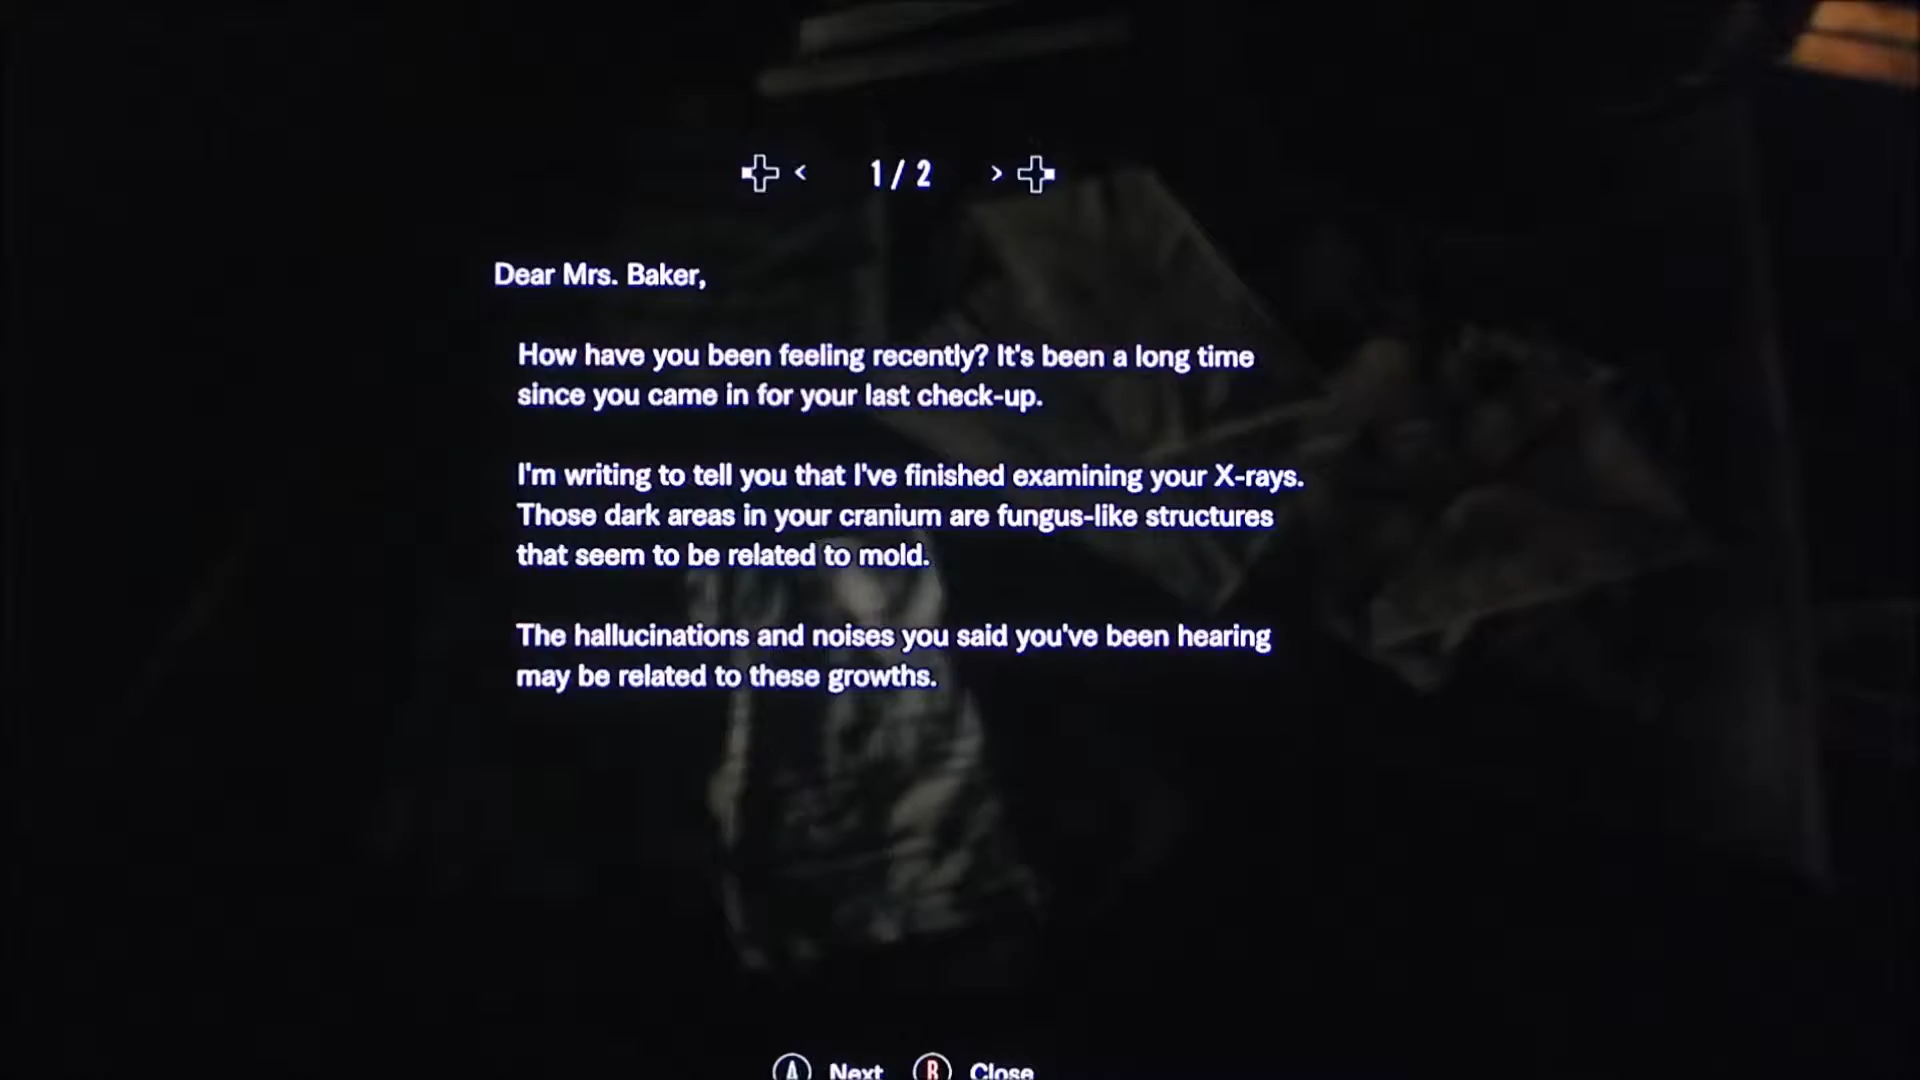 < 1 / 2 >
Dear Mrs. Baker,
How have you been feeling recently? It's been a long time
since you came in for your last check-up.
I'm writing to tell you that I've finished examining your X-rays.
Those dark areas in your cranium are fungus-like structures
that seem to be related to mold.
The hallucinations and noises you said you've been hearing
may be related to these growths.
A Next B Close